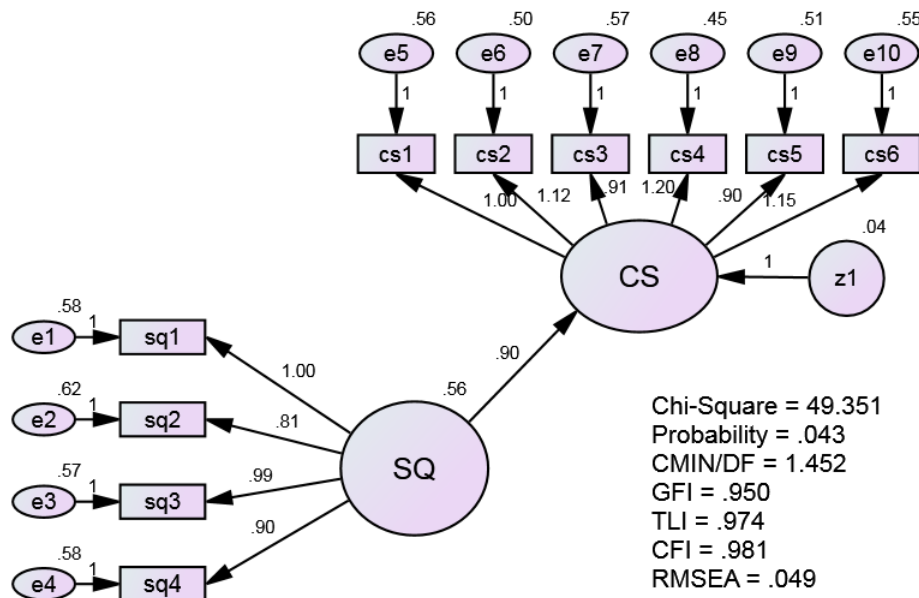 .56 .50 .57 .45 .51 .55
e5 e6 e7 e8 e9 e10
1 1 1 1 1 1
cs1 cs2 cs3 cs4 cs5 cs6
1.00 1.12 .91 1.20 .90 1.15
.04
CS 1 z1
.58
e1 1 sq1
1.00
.90
.62
e2 1 sq2
.81
.56
.57
e3 1 sq3
.99
SQ
.58
e4 1 sq4
.90
Chi-Square = 49.351
Probability = .043
CMIN/DF = 1.452
GFI = .950
TLI = .974
CFI = .981
RMSEA = .049